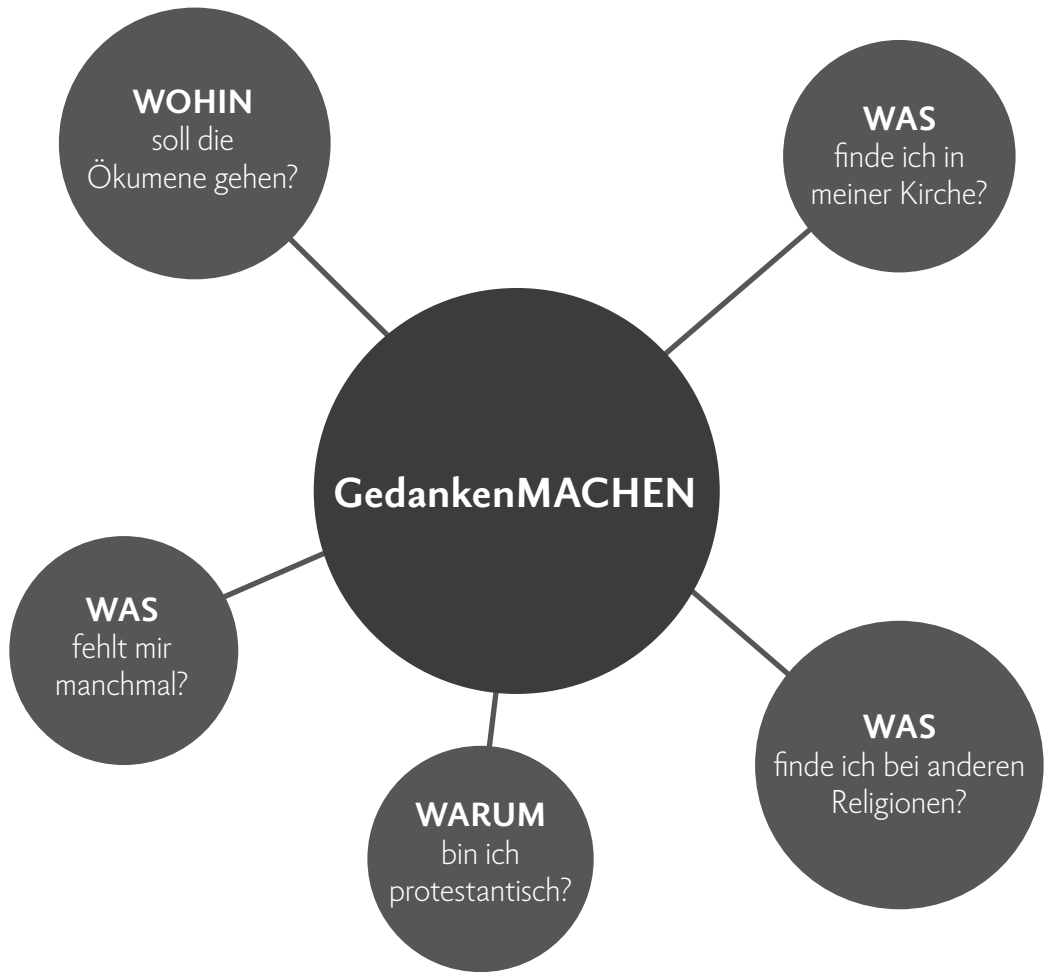 WOHIN
soll die
Ökumene gehen?
WAS
finde ich in
meiner Kirche?
GedankenMACHEN
WAS
fehlt mir
manchmal?
WARUM
bin ich
protestantisch?
WAS
finde ich bei anderen
Religionen?